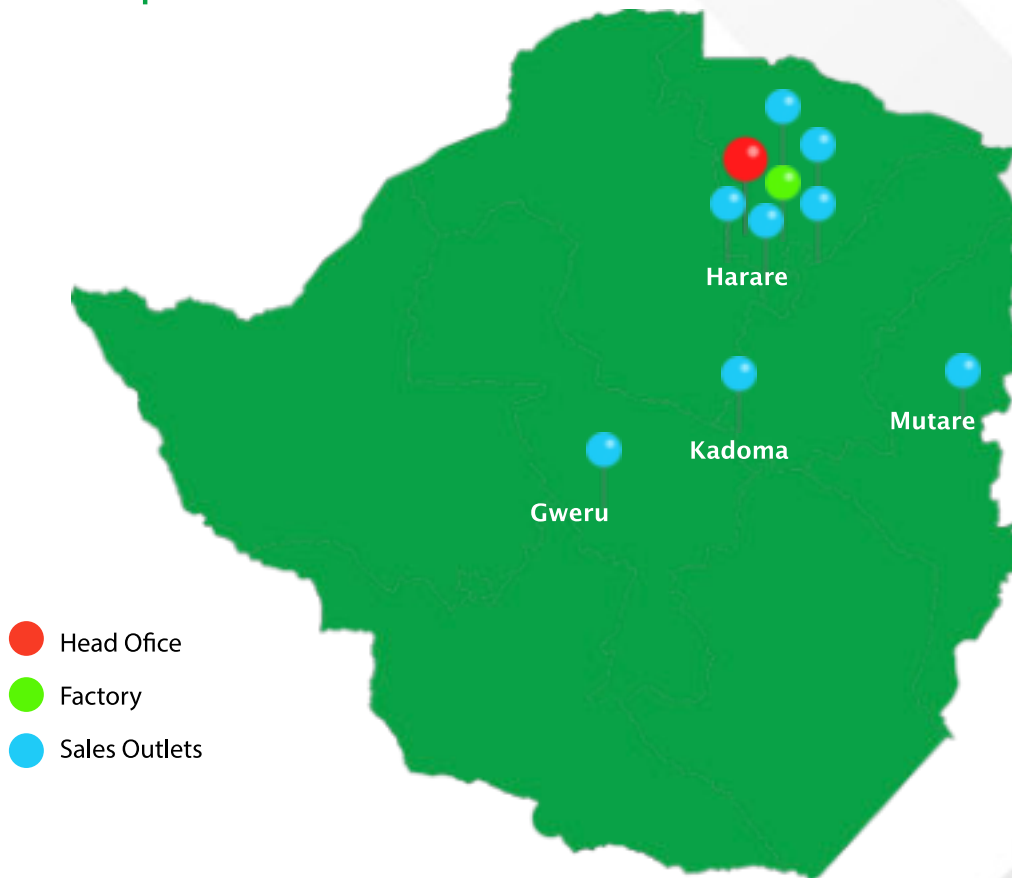 Harare
Mutare
Kadoma
Gweru
Head Ofice
Factory
Sales Outlets